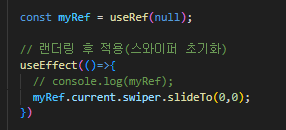 const myRef = useRef(null);
// 랜더링 후 적용(스와이퍼 초기화)
useEffect(()=>{
// console.log(myRef);
myRef.current.swiper.slideTo(0,0);
})